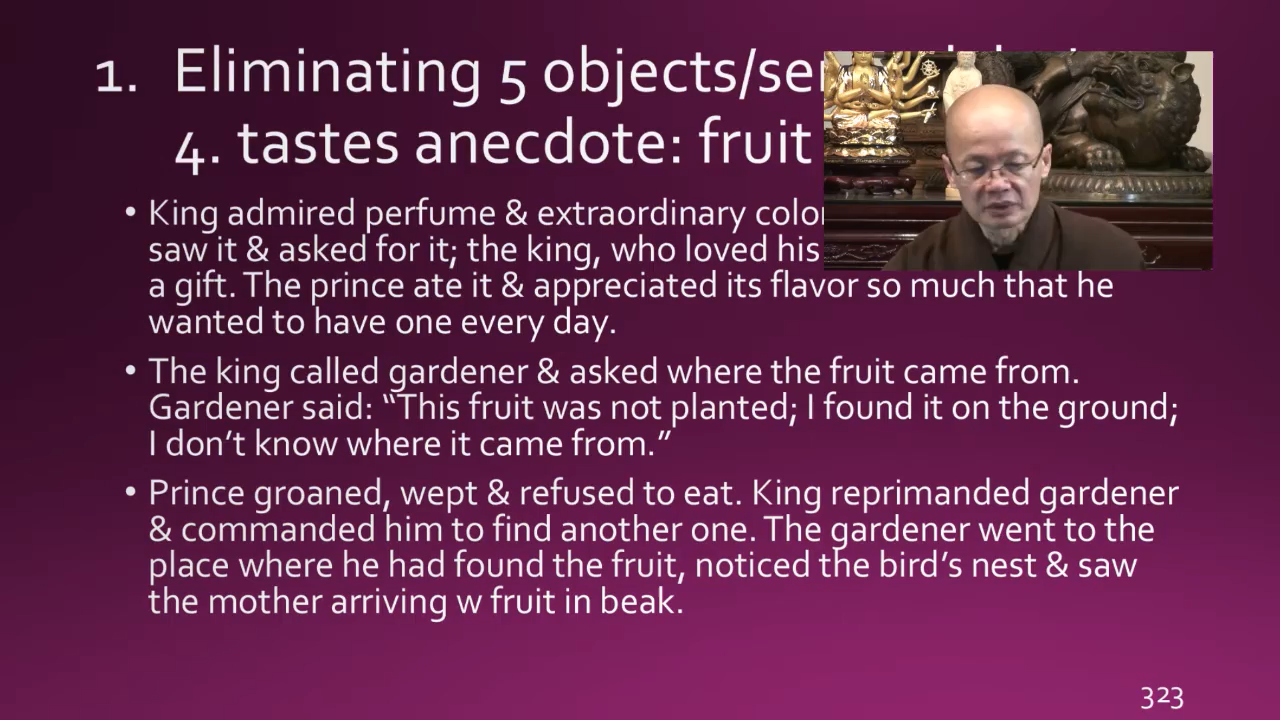 1. Eliminating 5 objects/
4. tastes anecdote: fruit
• King admired perfume & extraordinary
saw it & asked for it; the king, who loved his
a gift. The prince ate it & appreciated its flavor so much that he
wanted to have one every day.
• The king called gardener & asked where the fruit came from.
Gardener said: “This fruit was not planted; I found it on the ground;
I don’t know where it came from.”
• Prince groaned, wept & refused to eat. King reprimanded gardener
& commanded him to find another one. The gardener went to the
place where he had found the fruit, noticed the bird’s nest & saw
the mother arriving w fruit in beak.
323